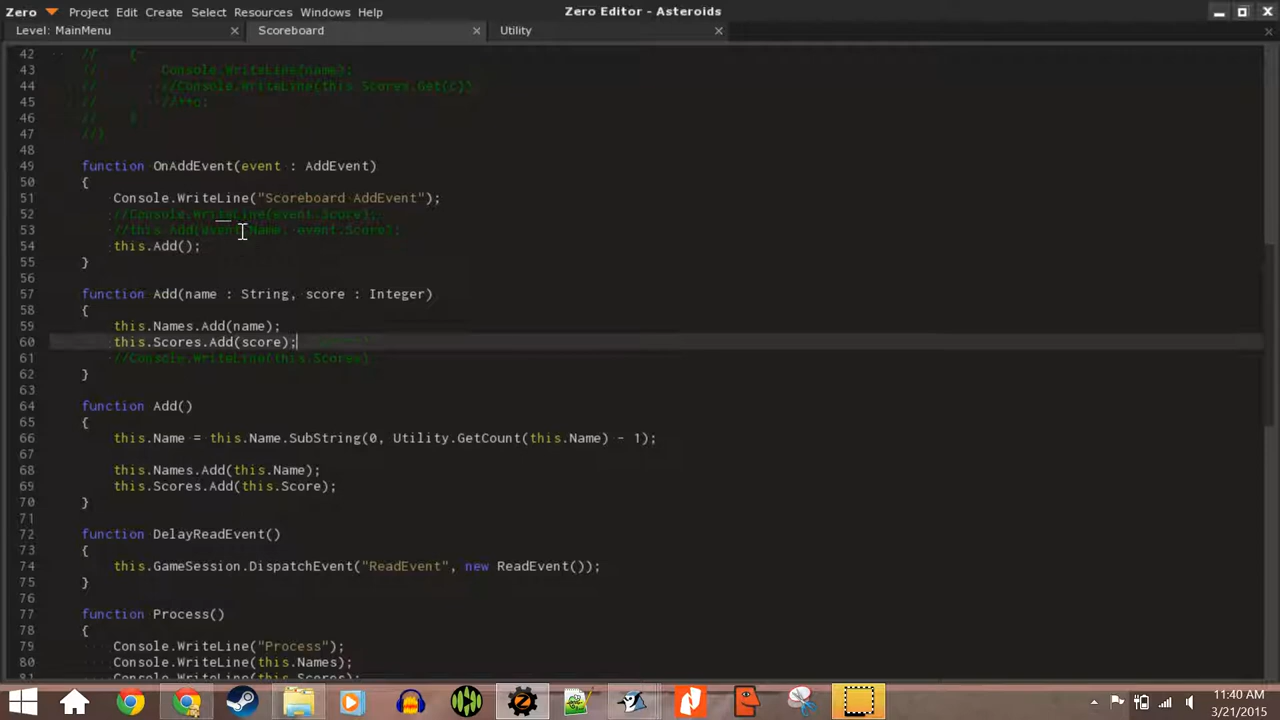 Zero Project Edit Create Select Resources Windows Help Zero Editor - Asteroids
Level: MainMenu Scoreboard Utility
42 // {
43 // Console.WriteLine(name);
44 // //Console.WriteLine(this.Scores.Get(c))
45 // //++c;
46 // }
47 //}
48
49 function OnAddEvent(event : AddEvent)
50 {
51 Console.WriteLine("Scoreboard AddEvent");
52 //Console.WriteLine(event.Score);
53 //this.Add(event.Name, event.Score);
54 this.Add();
55 }
56
57 function Add(name : String, score : Integer)
58 {
59 this.Names.Add(name);
60 this.Scores.Add(score);
61 //Console.WriteLine(this.Scores)
62 }
63
64 function Add()
65 {
66 this.Name = this.Name.SubString(0, Utility.GetCount(this.Name) - 1);
67
68 this.Names.Add(this.Name);
69 this.Scores.Add(this.Score);
70 }
71
72 function DelayReadEvent()
73 {
74 this.GameSession.DispatchEvent("ReadEvent", new ReadEvent());
75 }
76
77 function Process()
78 {
79 Console.WriteLine("Process");
80 Console.WriteLine(this.Names);
81 Console.WriteLine(this.Scores);
11:40 AM
3/21/2015